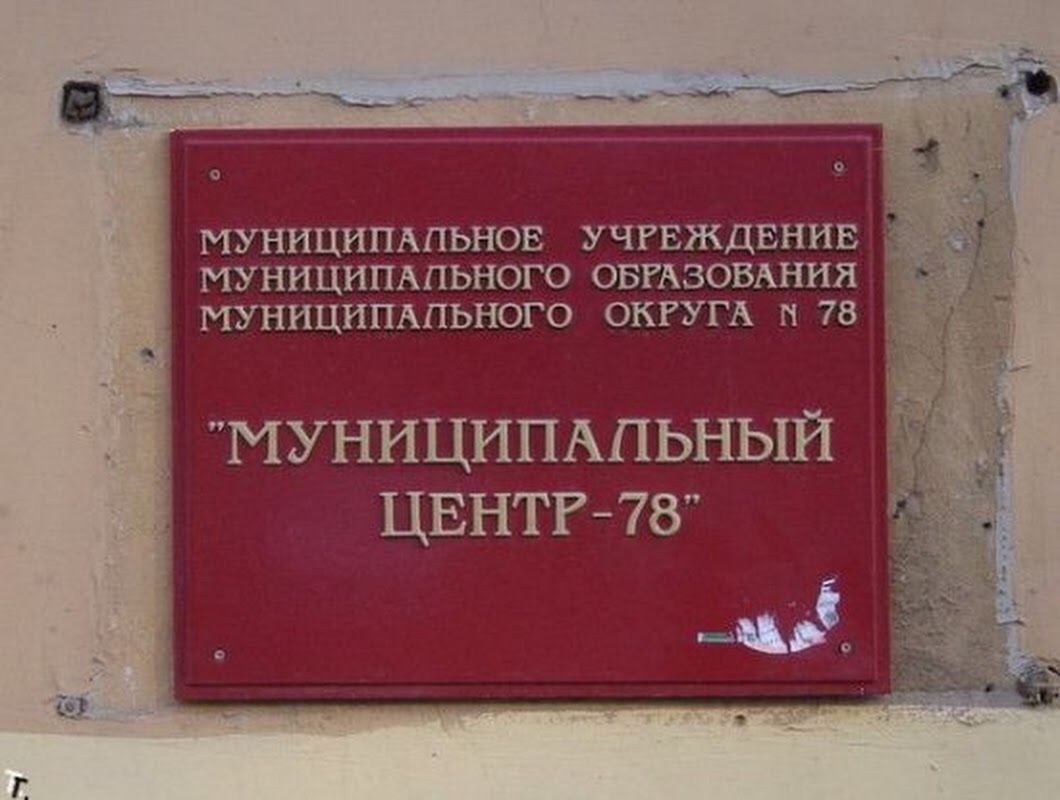 МУНИЦИПАЛЬНОЕ УЧРЕЖДЕНИЕ
МУНИЦИПАЛЬНОГО ОБРАЗОВАНИЯ
МУНИЦИПАЛЬНОГО ОКРУГА N 78
"МУНИЦИПАЛЬНЫЙ
ЦЕНТР-78"
т.